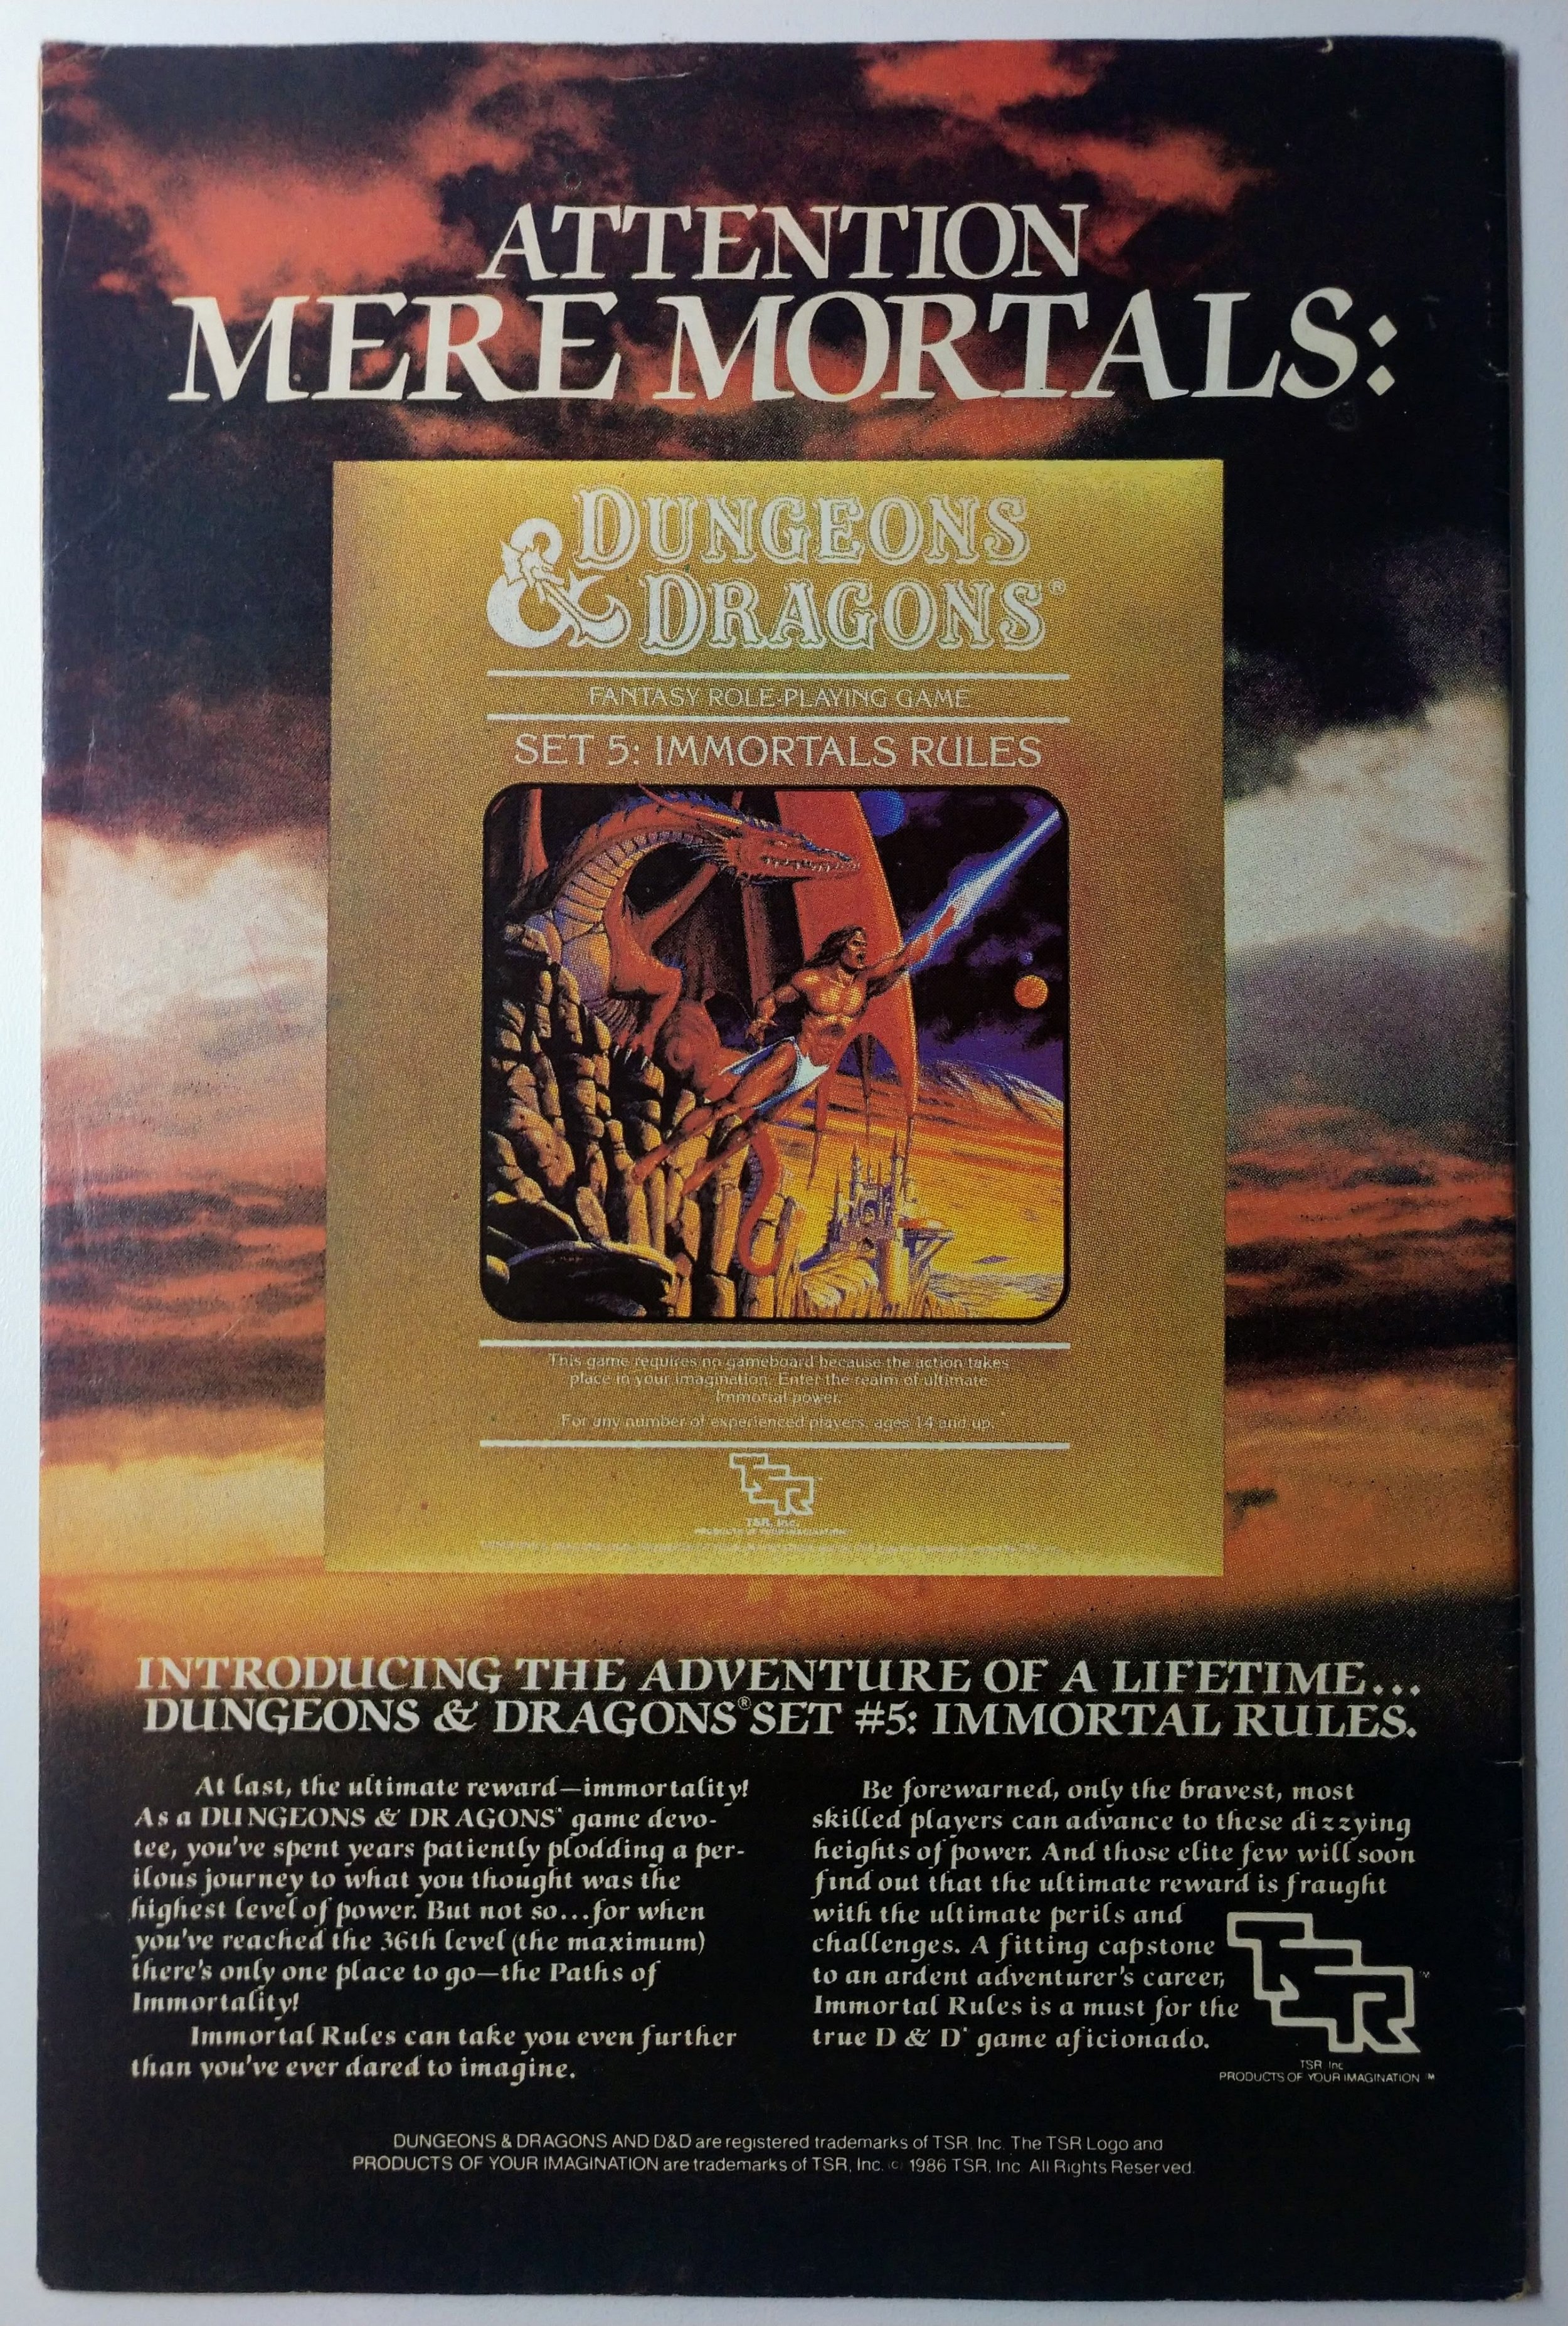 ATTENTION
MERE MORTALS:
DUNGEONS
& DRAGONS®
FANTASY ROLE-PLAYING GAME
SET 5: IMMORTALS RULES
This game requires no gameboard because the action takes
place in your imagination. Enter the realm of ultimate
Immortal power.
For any number of experienced players, ages 14 and up.
TSR
TSR, Inc.
PRODUCTS OF YOUR IMAGINATION
INTRODUCING THE ADVENTURE OF A LIFETIME...
DUNGEONS & DRAGONS® SET #5: IMMORTAL RULES.
At last, the ultimate reward—immortality!
As a DUNGEONS & DRAGONS® game devo-
tee, you've spent years patiently plodding a per-
ilous journey to what you thought was the
highest level of power. But not so...for when
you've reached the 36th level (the maximum)
there's only one place to go—the Paths of
Immortality!
Immortal Rules can take you even further
than you've ever dared to imagine.
Be forewarned, only the bravest, most
skilled players can advance to these dizzying
heights of power. And those elite few will soon
find out that the ultimate reward is fraught
with the ultimate perils and
challenges. A fitting capstone
to an ardent adventurer's career,
Immortal Rules is a must for the
true D & D® game aficionado.
TSR™
TSR, Inc.
PRODUCTS OF YOUR IMAGINATION™
DUNGEONS & DRAGONS AND D&D are registered trademarks of TSR, Inc. The TSR Logo and
PRODUCTS OF YOUR IMAGINATION are trademarks of TSR, Inc. (c) 1986 TSR, Inc. All Rights Reserved.